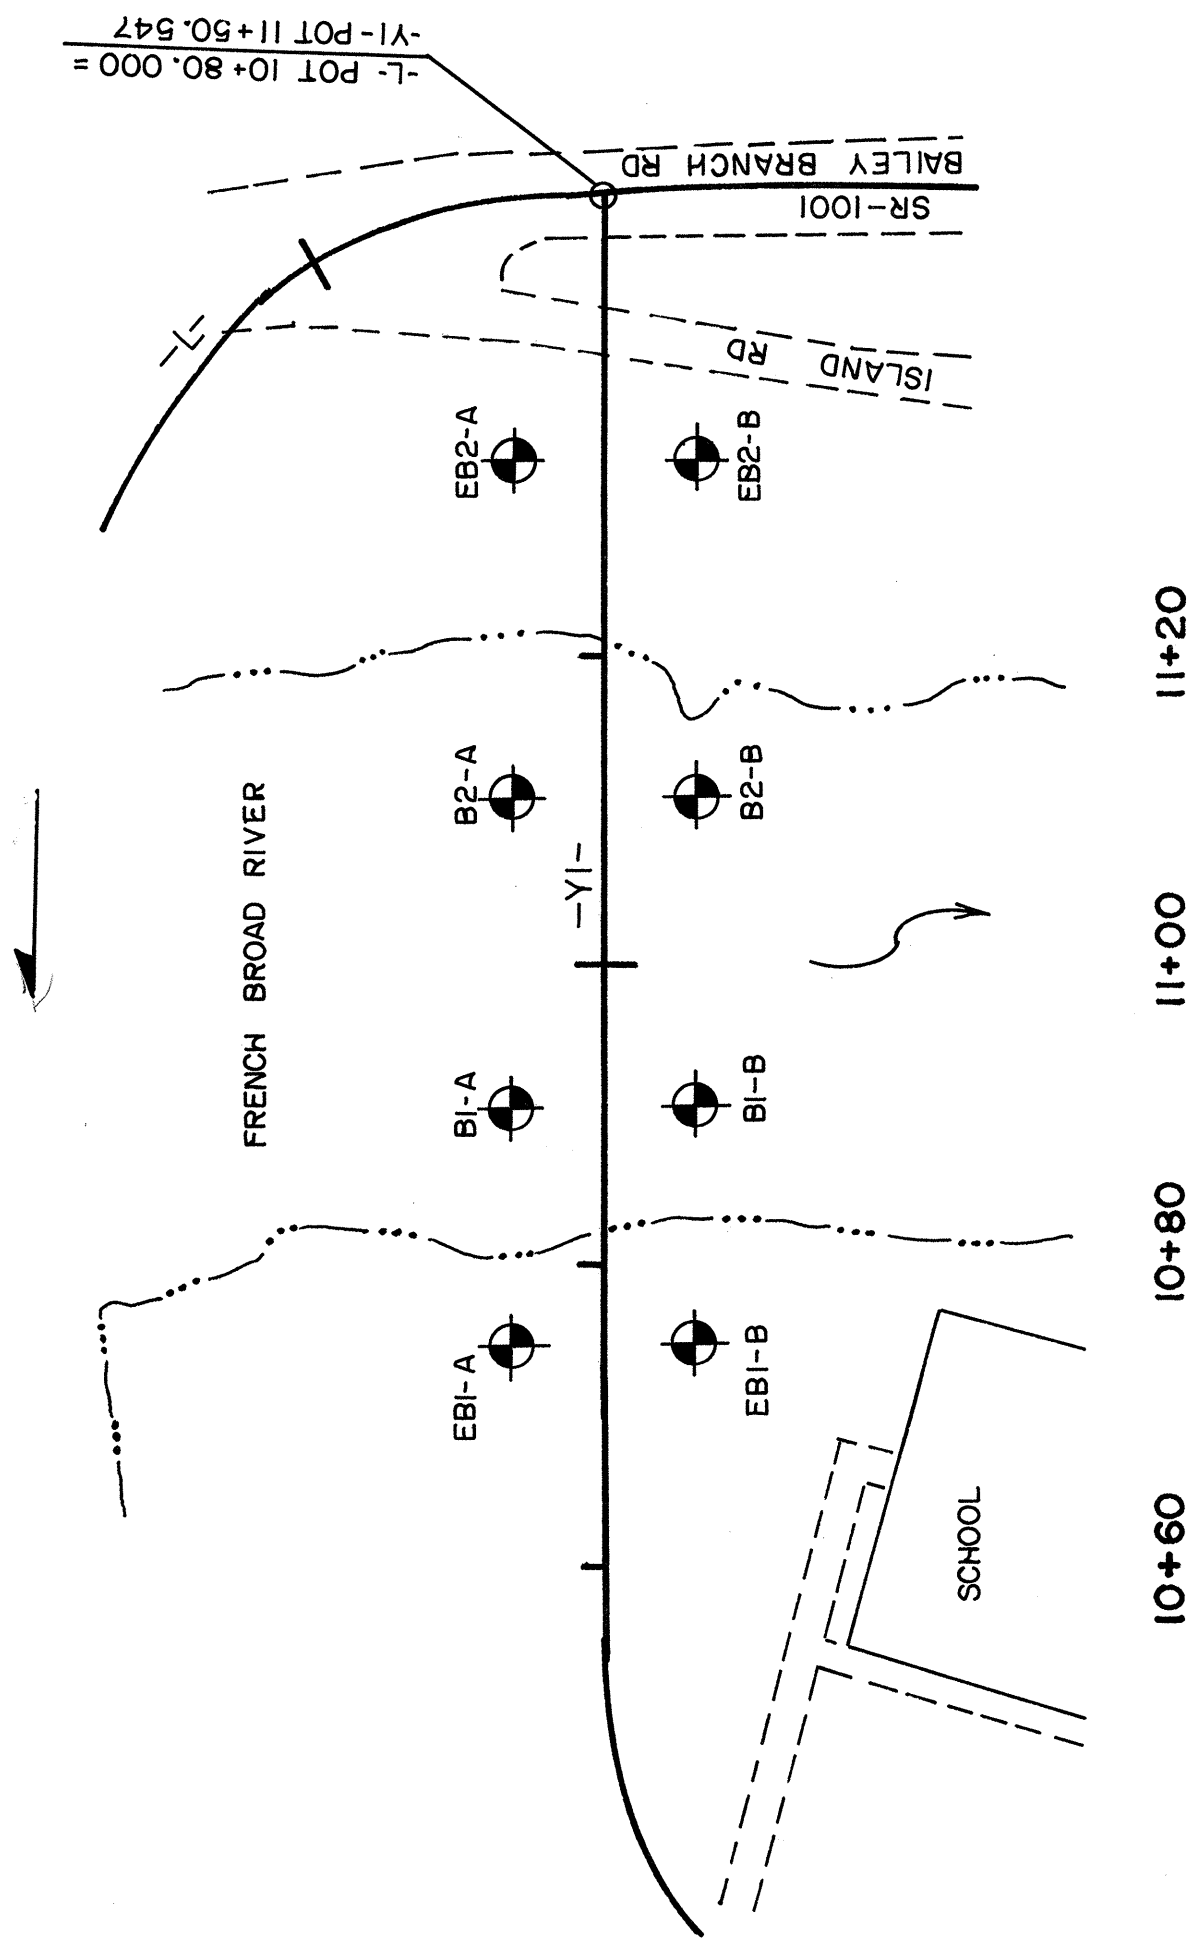 -L- POT 10+80.000 =
-Y1- POT 11+50.547
BAILEY BRANCH RD
SR-1001
-L-
ISLAND RD
EB2-A
EB2-B
11+20
B2-A
B2-B
FRENCH BROAD RIVER
-Y1-
11+00
B1-A
B1-B
10+80
EB1-A
EB1-B
SCHOOL
10+60